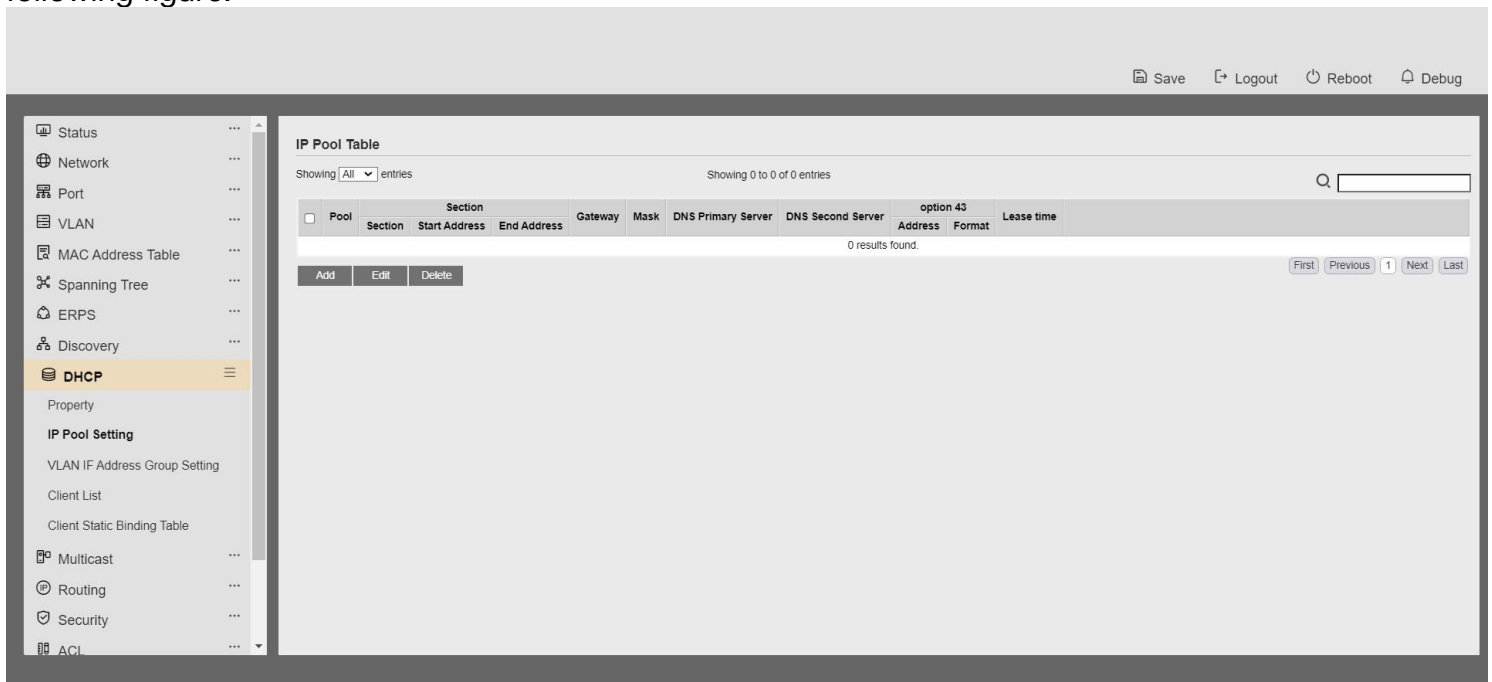 following figure.
Save Logout Reboot Debug
Status
Network
Port
VLAN
MAC Address Table
Spanning Tree
ERPS
Discovery
DHCP
Property
IP Pool Setting
VLAN IF Address Group Setting
Client List
Client Static Binding Table
Multicast
Routing
Security
ACL
IP Pool Table
Showing All entries Showing 0 to 0 of 0 entries
Pool Section Gateway Mask DNS Primary Server DNS Second Server option 43 Lease time
Section Start Address End Address Address Format
0 results found.
Add Edit Delete First Previous 1 Next Last